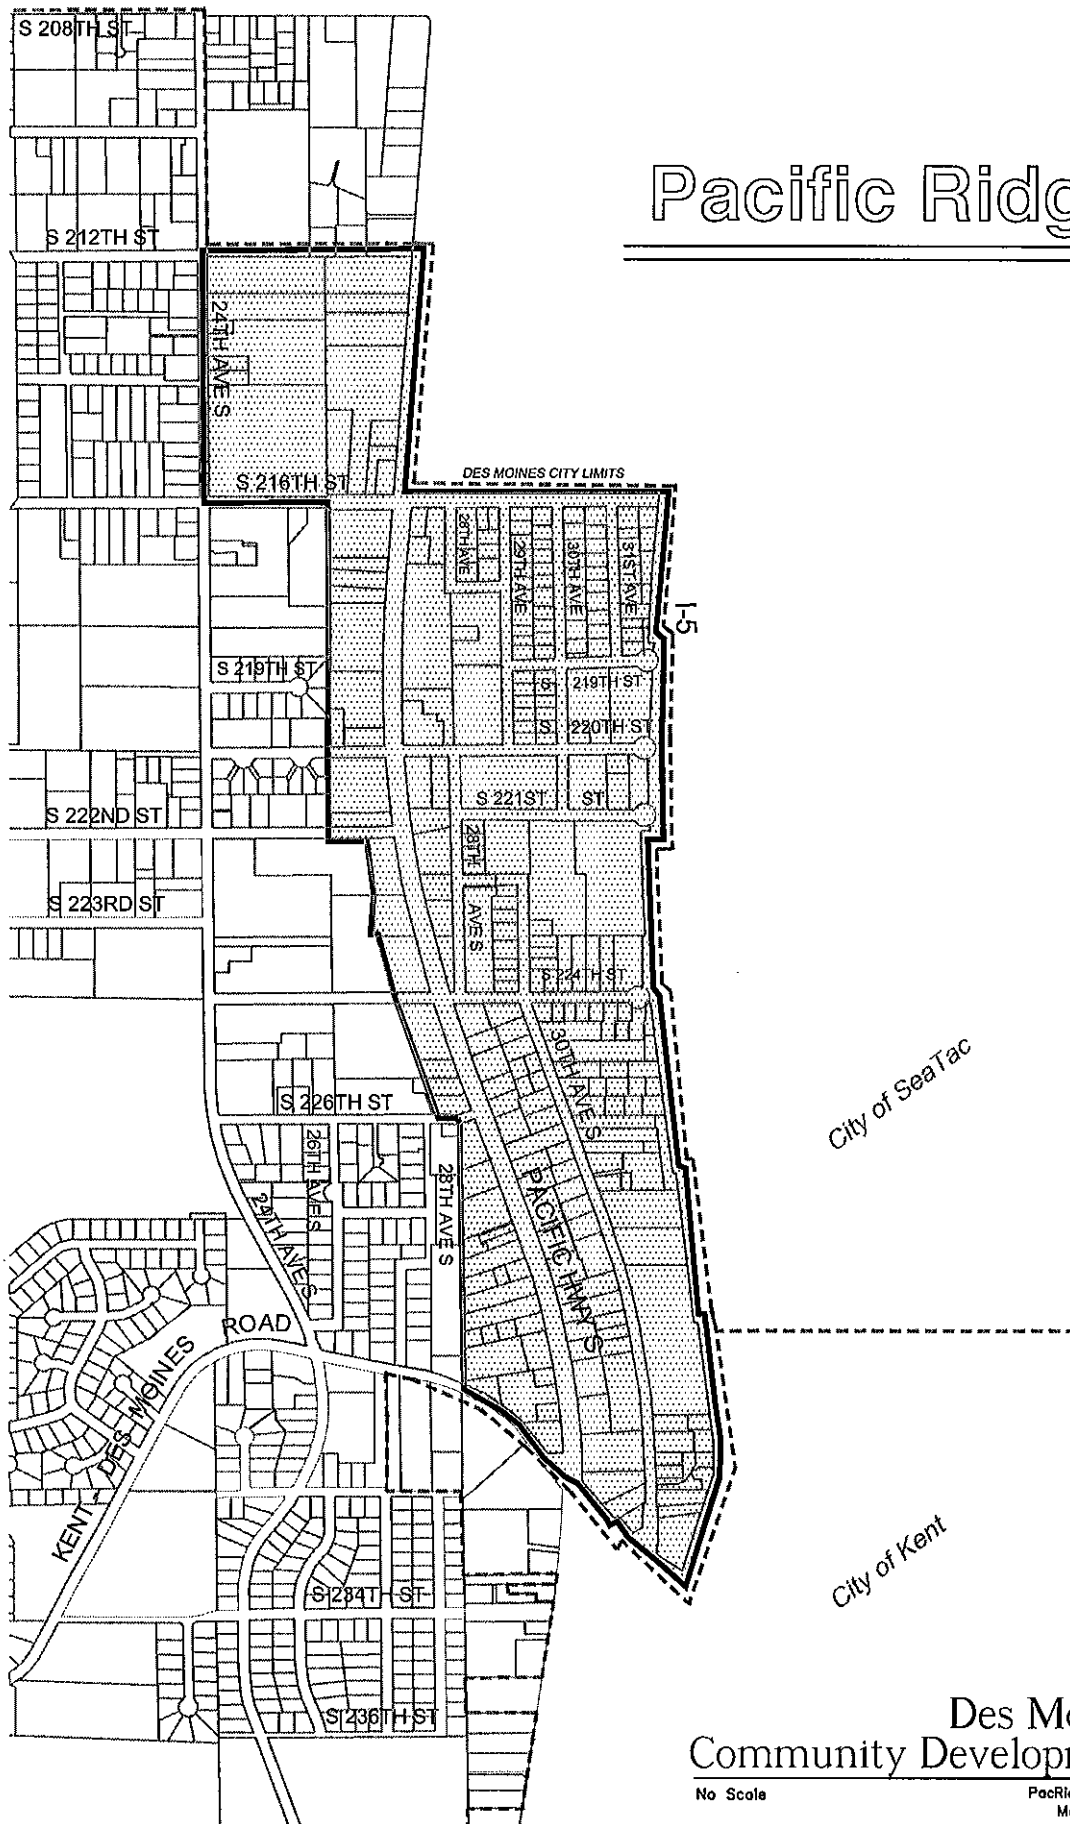 S 208TH ST
Pacific Ridg
S 212TH ST
24TH AVE S
S 216TH ST
DES MOINES CITY LIMITS
28TH AVE
29TH AVE
30TH AVE
31ST AVE
I-5
S 219TH ST
S 219TH ST
S 220TH ST
S 221ST ST
S 222ND ST
28TH AVE S
S 223RD ST
S 224TH ST
30TH AVE S
City of SeaTac
S 226TH ST
26TH AVE S
28TH AVE S
24TH AVE S
PACIFIC HWY S
KENT - DES MOINES ROAD
City of Kent
S 234TH ST
S 236TH ST
Des Mo
Community Developm
No Scale
PacRid